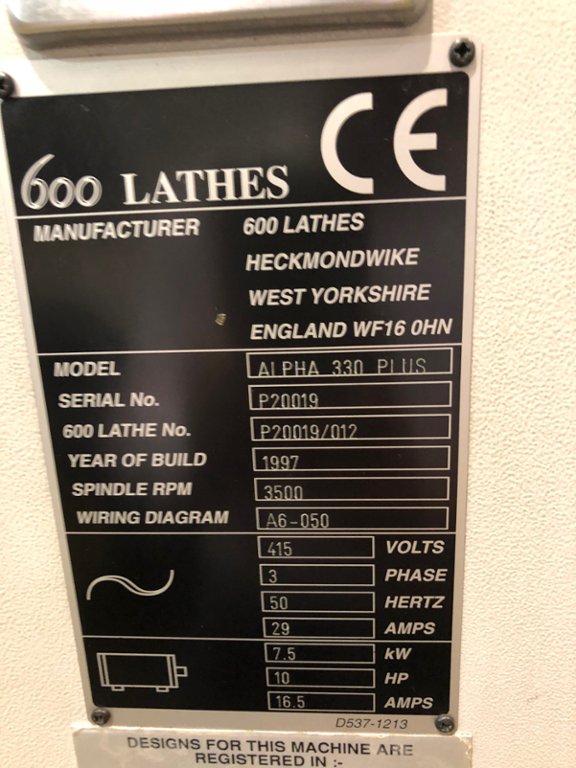 CE
600 LATHES
MANUFACTURER 600 LATHES
HECKMONDWIKE
WEST YORKSHIRE
ENGLAND WF16 0HN
MODEL ALPHA 330 PLUS
SERIAL No. P20019
600 LATHE No. P20019/012
YEAR OF BUILD 1997
SPINDLE RPM 3500
WIRING DIAGRAM A6-050
415 VOLTS
3 PHASE
50 HERTZ
29 AMPS
7.5 kW
10 HP
16.5 AMPS
D537-1213
DESIGNS FOR THIS MACHINE ARE
REGISTERED IN :-